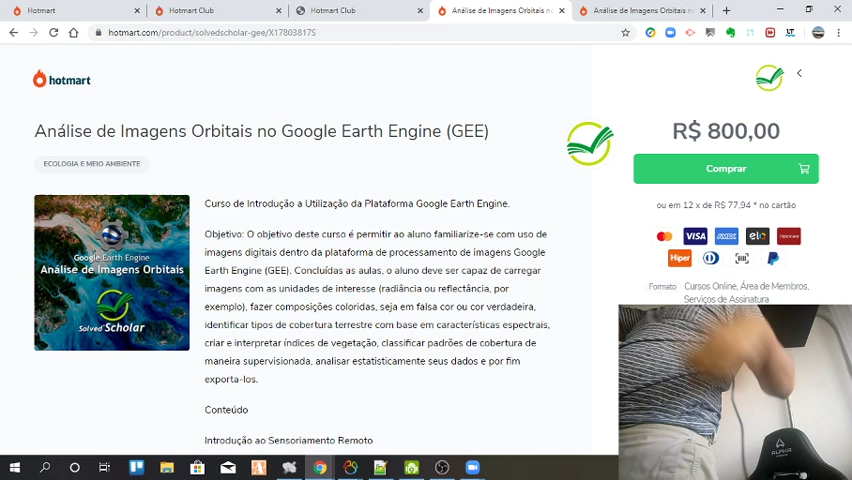 Hotmart
Hotmart Club
Hotmart Club
Análise de Imagens Orbitais no
Análise de Imagens Orbitais no
hotmart.com/product/solvedscholar-gee/X17803817S
hotmart
Análise de Imagens Orbitais no Google Earth Engine (GEE)
ECOLOGIA E MEIO AMBIENTE
Google Earth Engine
Análise de Imagens Orbitais
Solved Scholar
Curso de Introdução a Utilização da Plataforma Google Earth Engine.
Objetivo: O objetivo deste curso é permitir ao aluno familiarize-se com uso de
imagens digitais dentro da plataforma de processamento de imagens Google
Earth Engine (GEE). Concluídas as aulas, o aluno deve ser capaz de carregar
imagens com as unidades de interesse (radiância ou reflectância, por
exemplo), fazer composições coloridas, seja em falsa cor ou cor verdadeira,
identificar tipos de cobertura terrestre com base em características espectrais,
criar e interpretar índices de vegetação, classificar padrões de cobertura de
maneira supervisionada, analisar estatisticamente seus dados e por fim
exporta-los.
Conteúdo
Introdução ao Sensoriamento Remoto
R$ 800,00
Comprar
ou em 12 x de R$ 77,94 * no cartão
VISA
AMEX
elo
Hiper
Formato
Cursos Online, Área de Membros,
Serviços de Assinatura
ALPHA